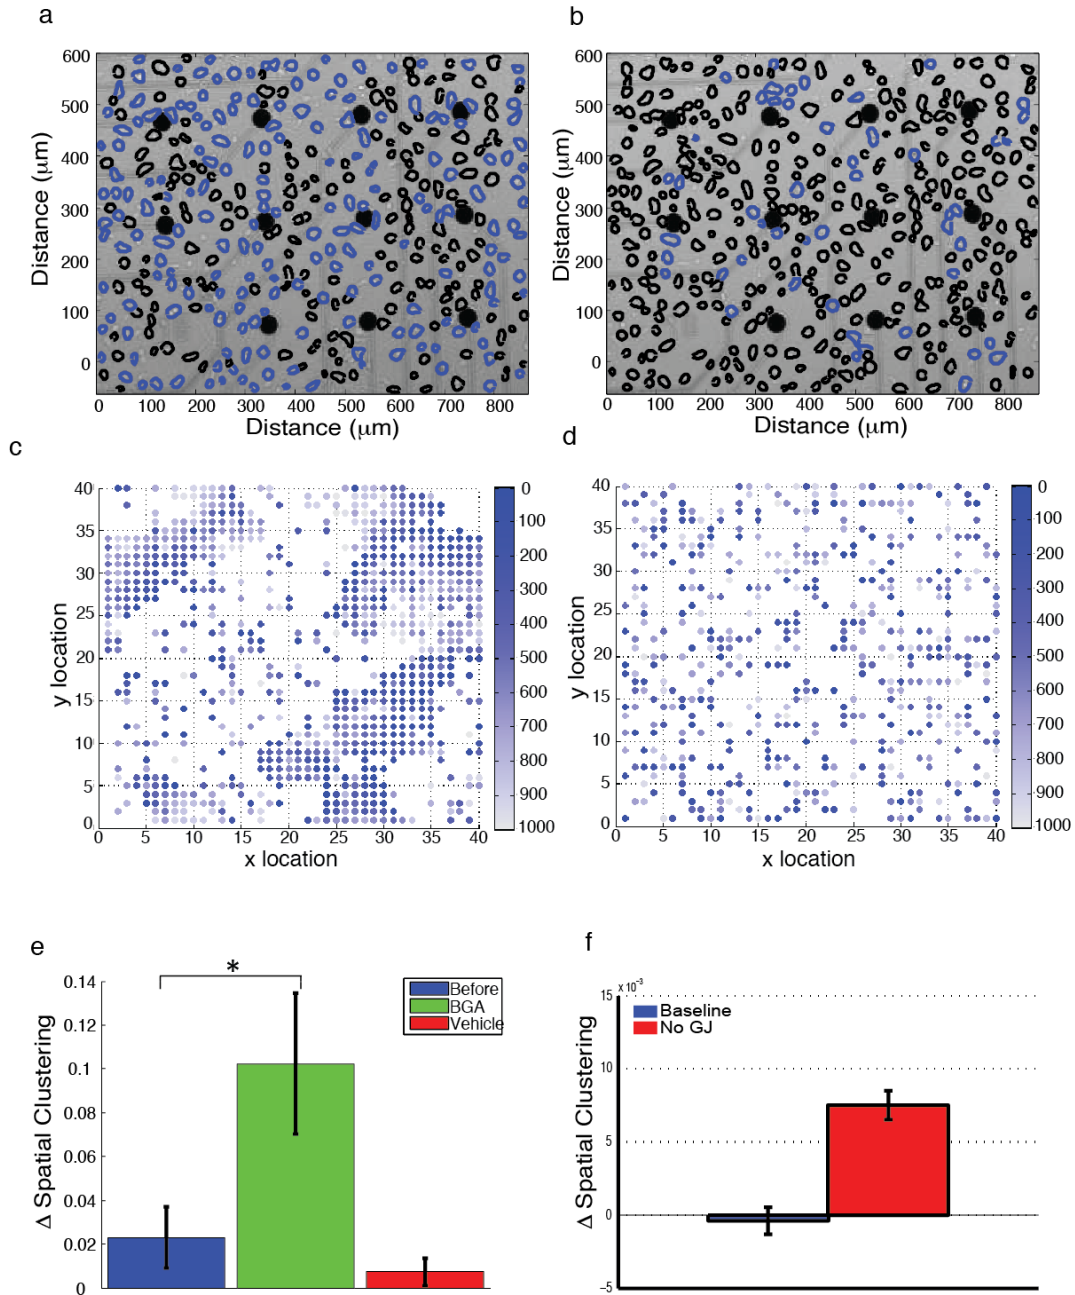 a
b
600
500
400
300
200
100
0
Distance (μm)
0 100 200 300 400 500 600 700 800
Distance (μm)
600
500
400
300
200
100
0
Distance (μm)
0 100 200 300 400 500 600 700 800
Distance (μm)
c
d
40
35
30
25
20
15
10
5
0
y location
0 5 10 15 20 25 30 35 40
x location
0
100
200
300
400
500
600
700
800
900
1000
40
35
30
25
20
15
10
5
0
y location
0 5 10 15 20 25 30 35 40
x location
0
100
200
300
400
500
600
700
800
900
1000
e
f
*
0.14
0.12
0.1
0.08
0.06
0.04
0.02
0
Δ Spatial Clustering
Before
BGA
Vehicle
x 10⁻³
15
10
5
0
−5
Δ Spatial Clustering
Baseline
No GJ